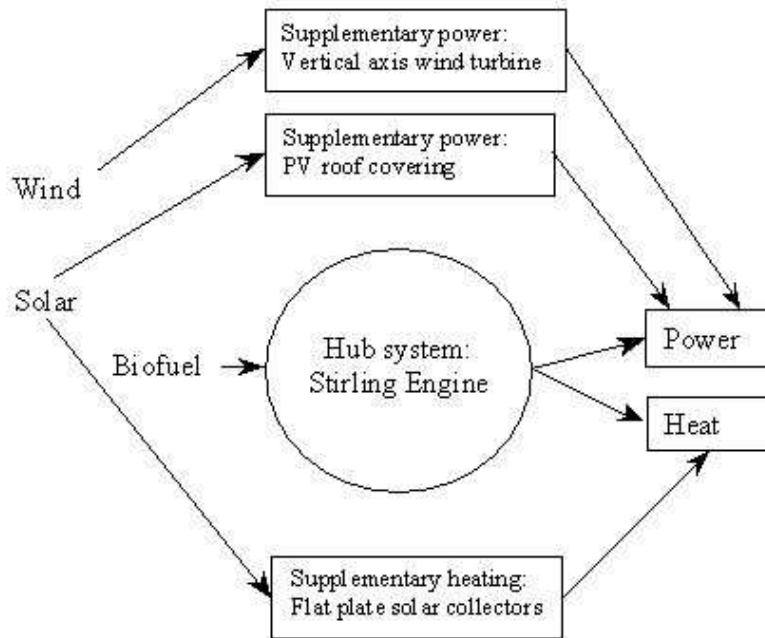 Supplementary power:
Vertical axis wind turbine
Supplementary power:
PV roof covering
Wind
Solar
Biofuel
Hub system:
Stirling Engine
Power
Heat
Supplementary heating:
Flat plate solar collectors